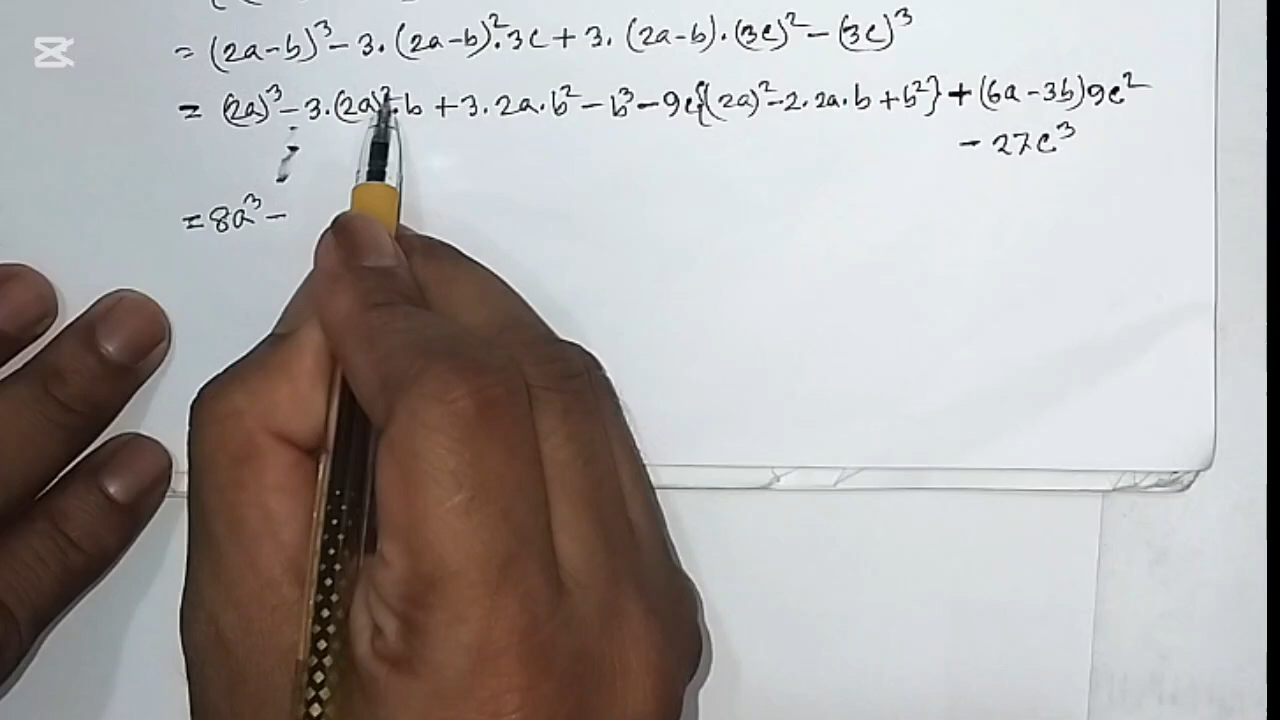 = (2a-b)³ - 3.(2a-b)².3c + 3.(2a-b).(3c)² - (3c)³
= (2a)³ - 3.(2a)².b + 3.2a.b² - b³ - 9c{(2a)² - 2.2a.b + b²} + (6a - 3b)9c²
- 27c³
= 8a³ -